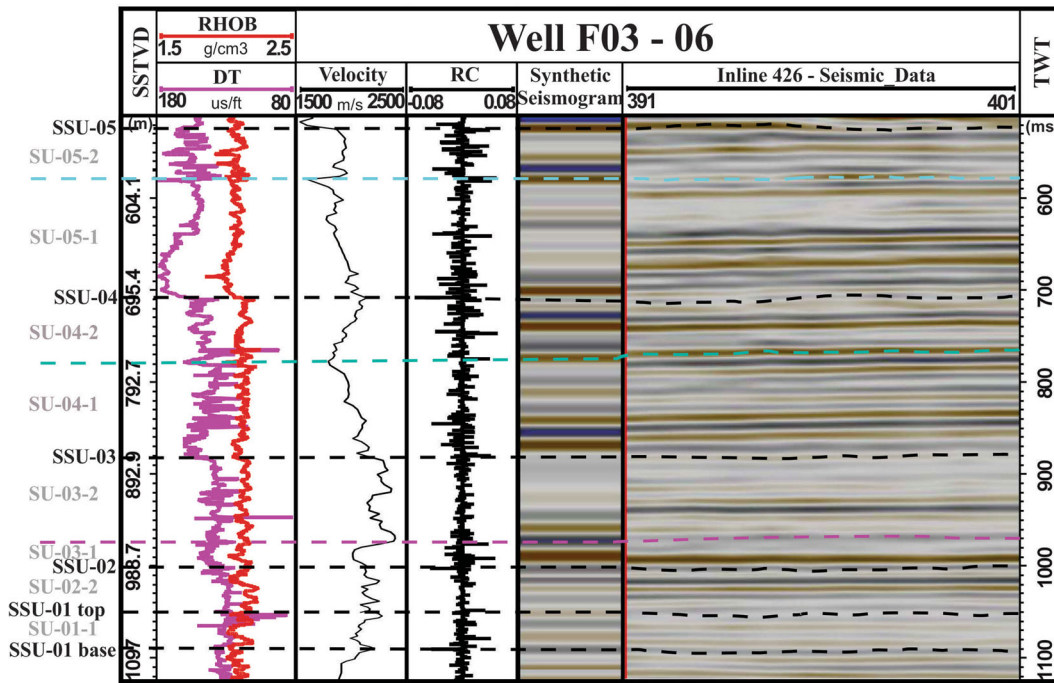 Well F03 - 06
SSTVD
RHOB
1.5 g/cm3 2.5
DT
180 us/ft 80
Velocity
1500 m/s 2500
RC
-0.08 0.08
Synthetic
Seismogram
Inline 426 - Seismic_Data
391 401
TWT
(m)
(ms
SSU-05
SU-05-2
604.1
600
SU-05-1
SSU-04
695.4
700
SU-04-2
792.7
800
SU-04-1
SSU-03
892.9
900
SU-03-2
SU-03-1
SSU-02
988.7
1000
SU-02-2
SSU-01 top
SU-01-1
SSU-01 base
1097
1100